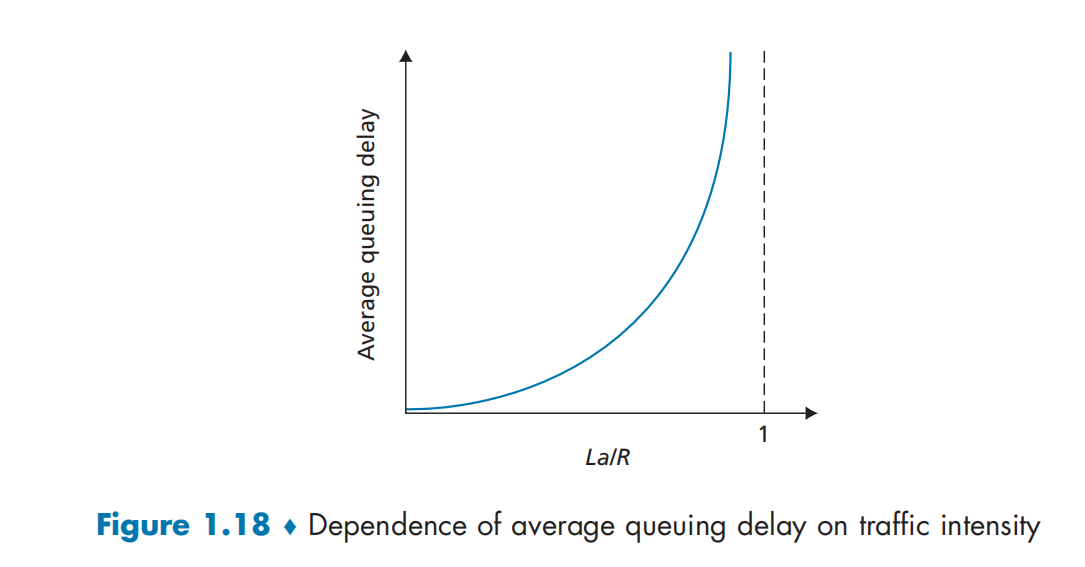 Average queuing delay
1
La/R
Figure 1.18 ♦ Dependence of average queuing delay on traffic intensity